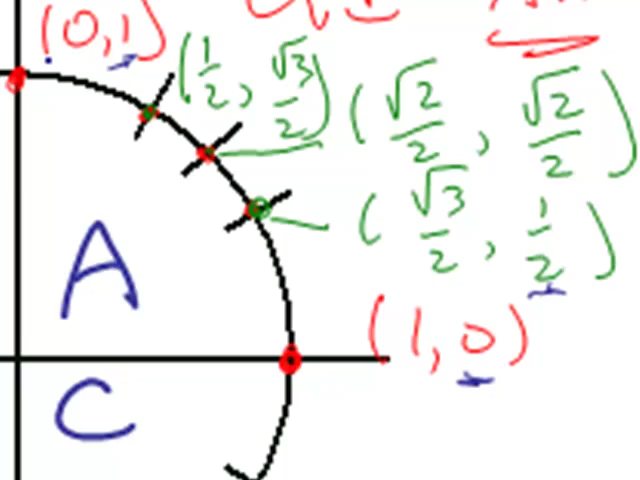 (0,1)
(1/2, √3/2)
(√2/2, √2/2)
(√3/2, 1/2)
A
(1,0)
C